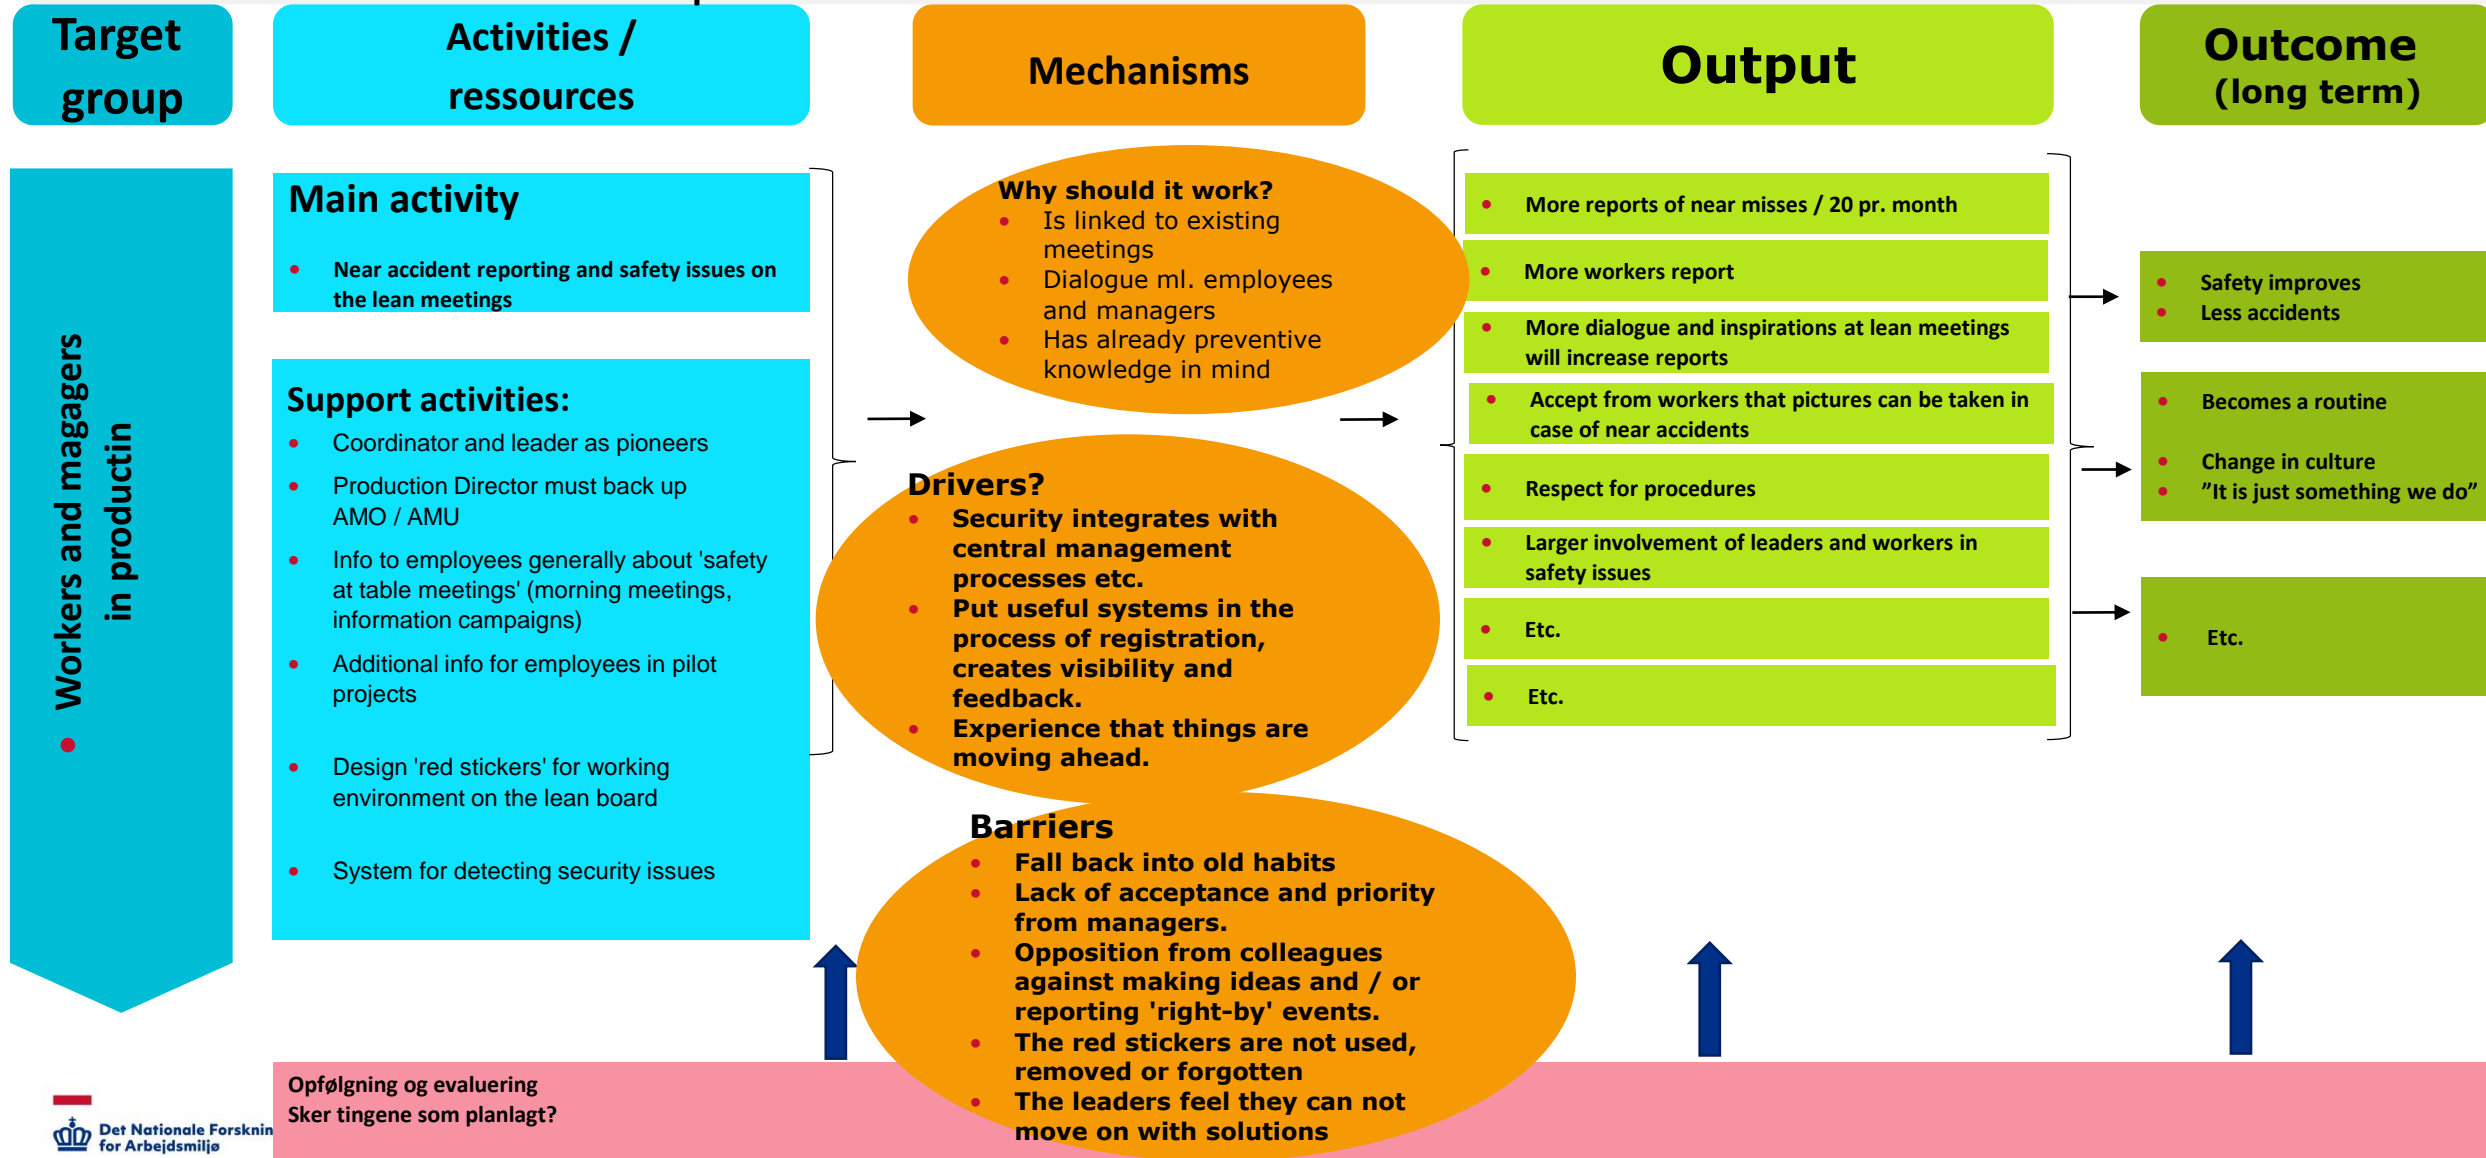 Target
group
Activities /
ressources
Mechanisms
Output
Outcome
(long term)
• Workers and magagers
in productin
Main activity
• Near accident reporting and safety issues on
the lean meetings
Support activities:
• Coordinator and leader as pioneers
• Production Director must back up
AMO / AMU
• Info to employees generally about 'safety
at table meetings' (morning meetings,
information campaigns)
• Additional info for employees in pilot
projects
• Design 'red stickers' for working
environment on the lean board
• System for detecting security issues
Why should it work?
• Is linked to existing
meetings
• Dialogue ml. employees
and managers
• Has already preventive
knowledge in mind
Drivers?
• Security integrates with
central management
processes etc.
• Put useful systems in the
process of registration,
creates visibility and
feedback.
• Experience that things are
moving ahead.
Barriers
• Fall back into old habits
• Lack of acceptance and priority
from managers.
• Opposition from colleagues
against making ideas and / or
reporting 'right-by' events.
• The red stickers are not used,
removed or forgotten
• The leaders feel they can not
move on with solutions
• More reports of near misses / 20 pr. month
• More workers report
• More dialogue and inspirations at lean meetings
will increase reports
• Accept from workers that pictures can be taken in
case of near accidents
• Respect for procedures
• Larger involvement of leaders and workers in
safety issues
• Etc.
• Etc.
• Safety improves
• Less accidents
• Becomes a routine
• Change in culture
• ”It is just something we do”
• Etc.
Opfølgning og evaluering
Sker tingene som planlagt?
Det Nationale Forsknin
for Arbejdsmiljø